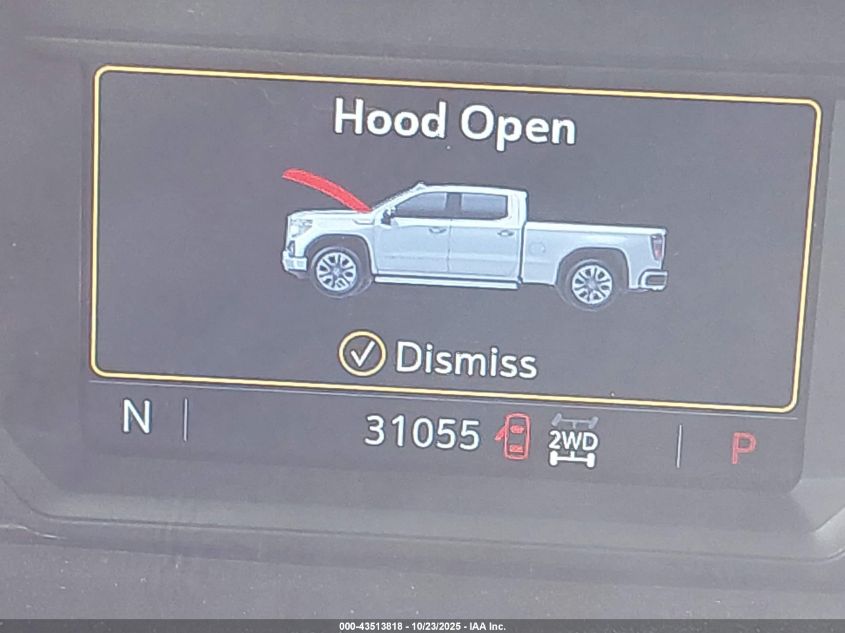 Hood Open
Dismiss
N 31055 2WD P
000-43513818 - 10/23/2025 - IAA Inc.